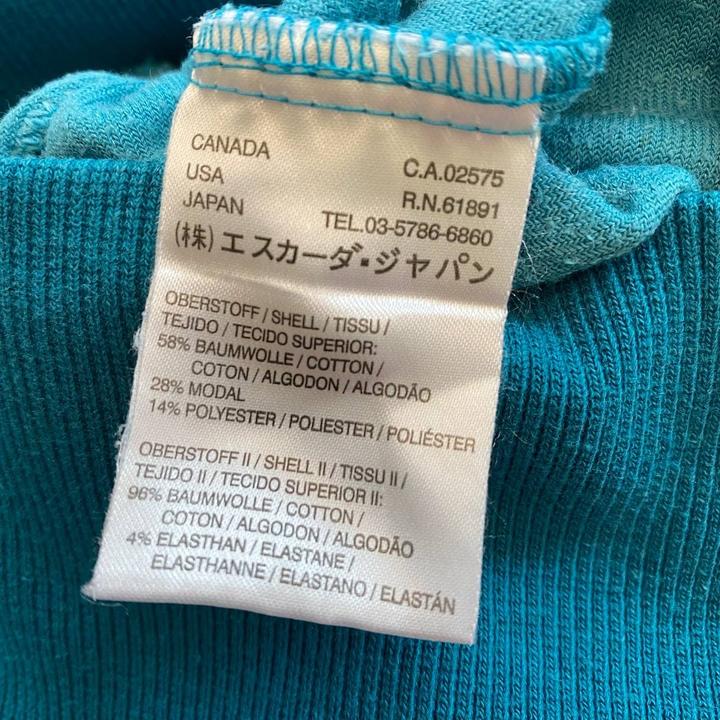 CANADA C.A.02575
USA R.N.61891
JAPAN TEL.03-5786-6860
(株)エスカーダ・ジャパン
OBERSTOFF / SHELL / TISSU /
TEJIDO / TECIDO SUPERIOR:
58% BAUMWOLLE / COTTON /
COTON / ALGODON / ALGODÃO
28% MODAL
14% POLYESTER / POLIESTER / POLIÉSTER
OBERSTOFF II / SHELL II / TISSU II /
TEJIDO II / TECIDO SUPERIOR II:
96% BAUMWOLLE / COTTON /
COTON / ALGODON / ALGODÃO
4% ELASTHAN / ELASTANE /
ELASTHANNE / ELASTANO / ELASTÁN